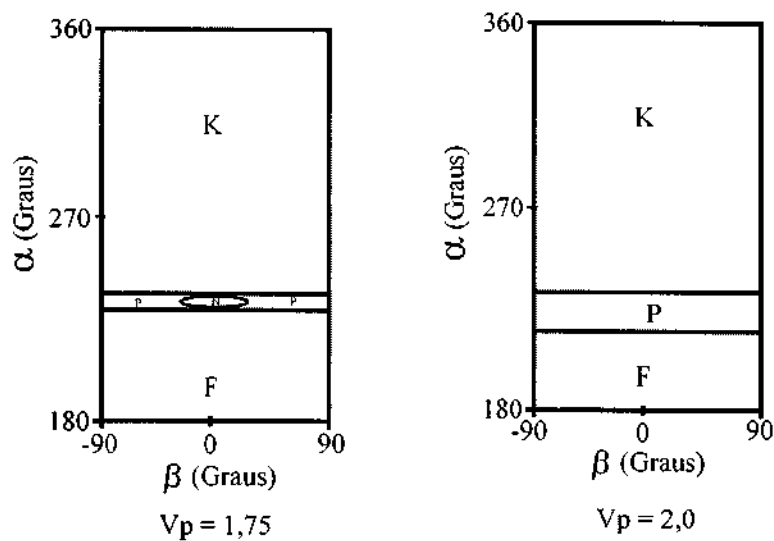 360
K
α (Graus)
270
P N P
F
180
-90 0 90
β (Graus)
Vp = 1,75
360
K
α (Graus)
270
P
F
180
-90 0 90
β (Graus)
Vp = 2,0